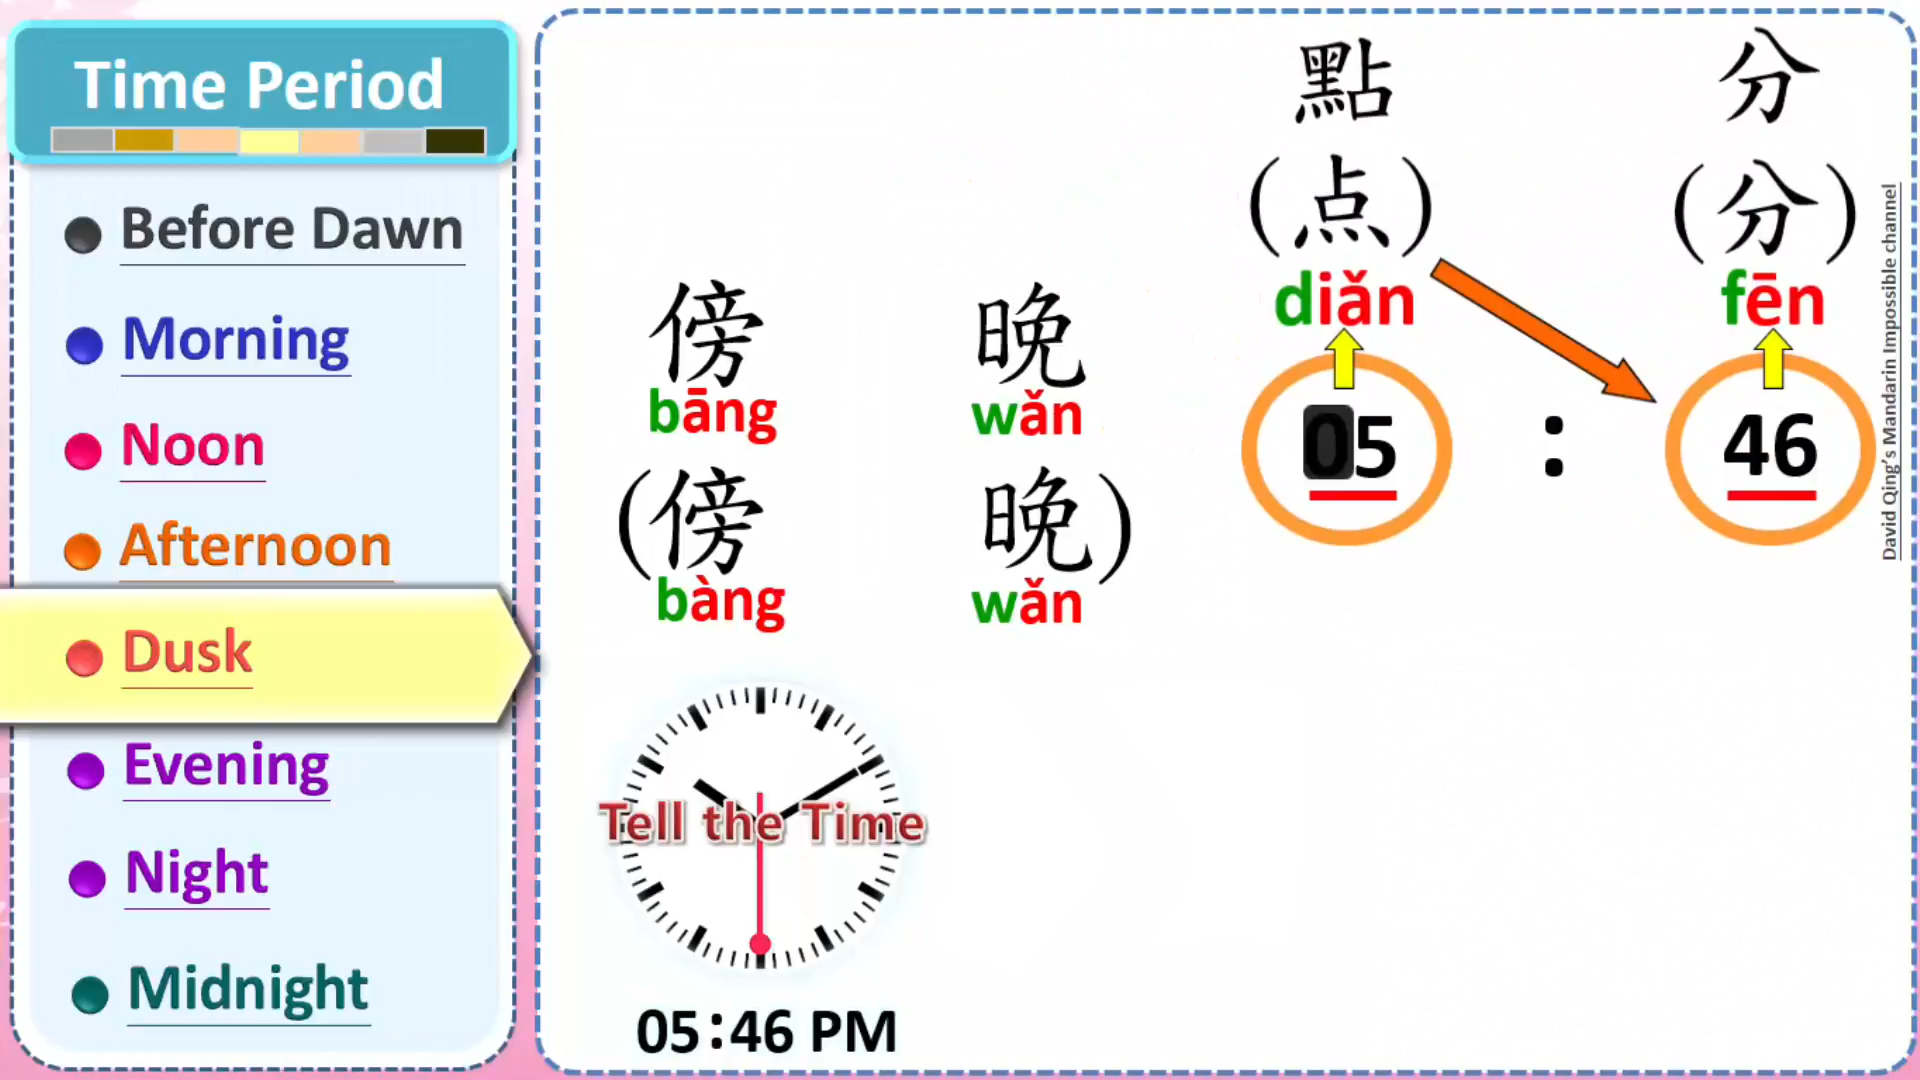 Time Period
Before Dawn
Morning
Noon
Afternoon
Dusk
Evening
Night
Midnight
點 分
(点) (分)
diǎn fēn
傍 晚
bāng wǎn
(傍 晚)
bàng wǎn
05 : 46
Tell the Time
05:46 PM
David Qing's Mandarin Impossible channel